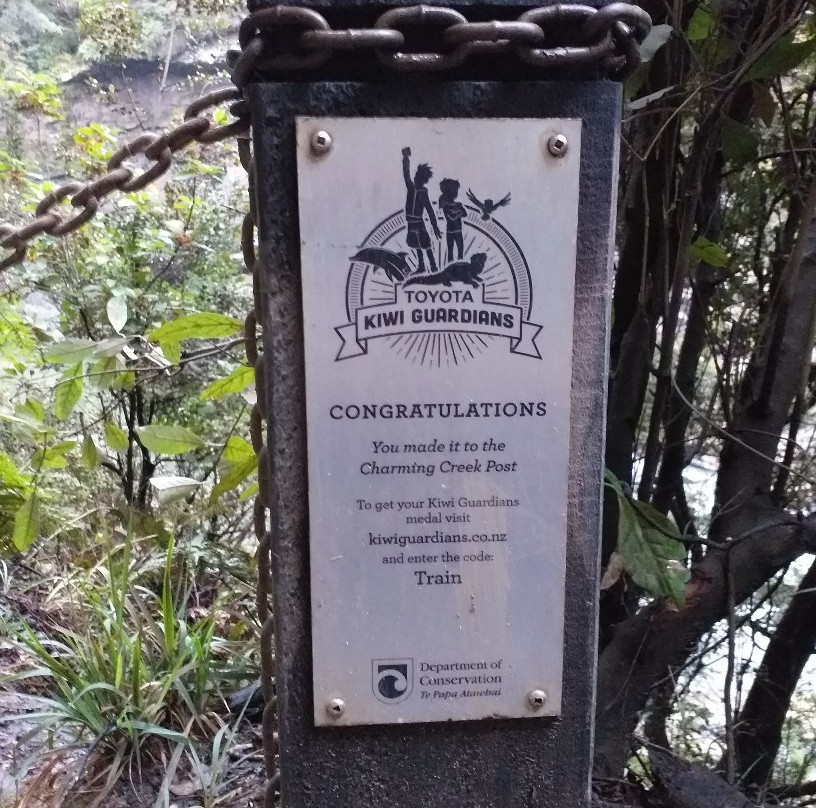 TOYOTA
KIWI GUARDIANS
CONGRATULATIONS
You made it to the
Charming Creek Post
To get your Kiwi Guardians
medal visit
kiwiguardians.co.nz
and enter the code:
Train
Department of
Conservation
Te Papa Atawbai